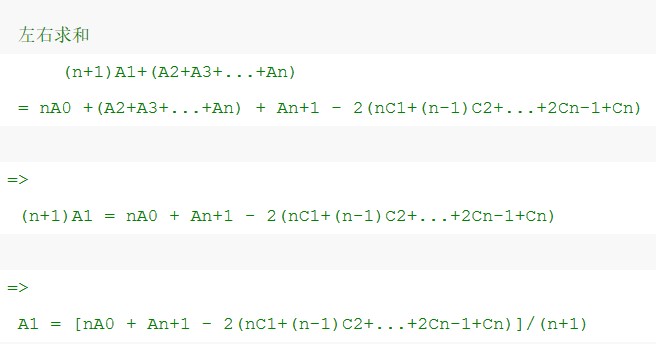 左右求和
(n+1)A1+(A2+A3+...+An)
= nA0 +(A2+A3+...+An) + An+1 - 2(nC1+(n-1)C2+...+2Cn-1+Cn)
=>
(n+1)A1 = nA0 + An+1 - 2(nC1+(n-1)C2+...+2Cn-1+Cn)
=>
A1 = [nA0 + An+1 - 2(nC1+(n-1)C2+...+2Cn-1+Cn)]/(n+1)